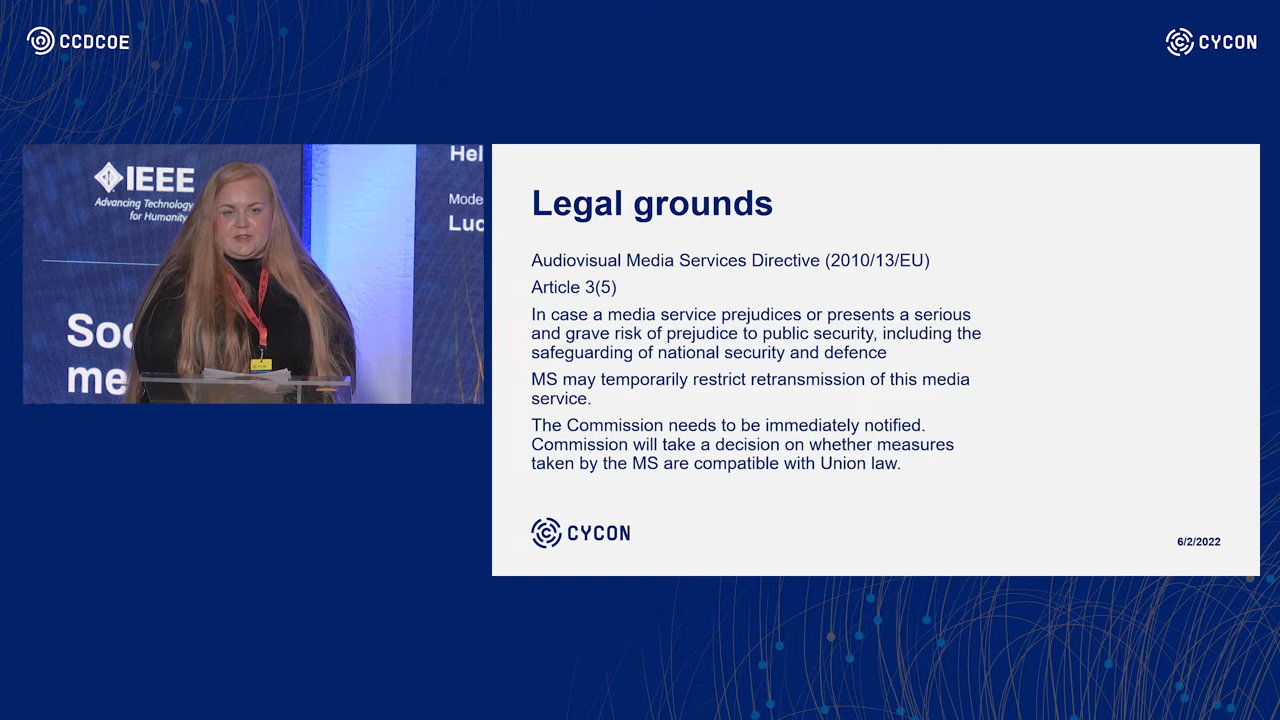 CCDCOE
CYCON
IEEE
Advancing Technology
for Humanity
Hel
Mode
Luc
Soc
me
Legal grounds
Audiovisual Media Services Directive (2010/13/EU)
Article 3(5)
In case a media service prejudices or presents a serious
and grave risk of prejudice to public security, including the
safeguarding of national security and defence
MS may temporarily restrict retransmission of this media
service.
The Commission needs to be immediately notified.
Commission will take a decision on whether measures
taken by the MS are compatible with Union law.
CYCON
6/2/2022